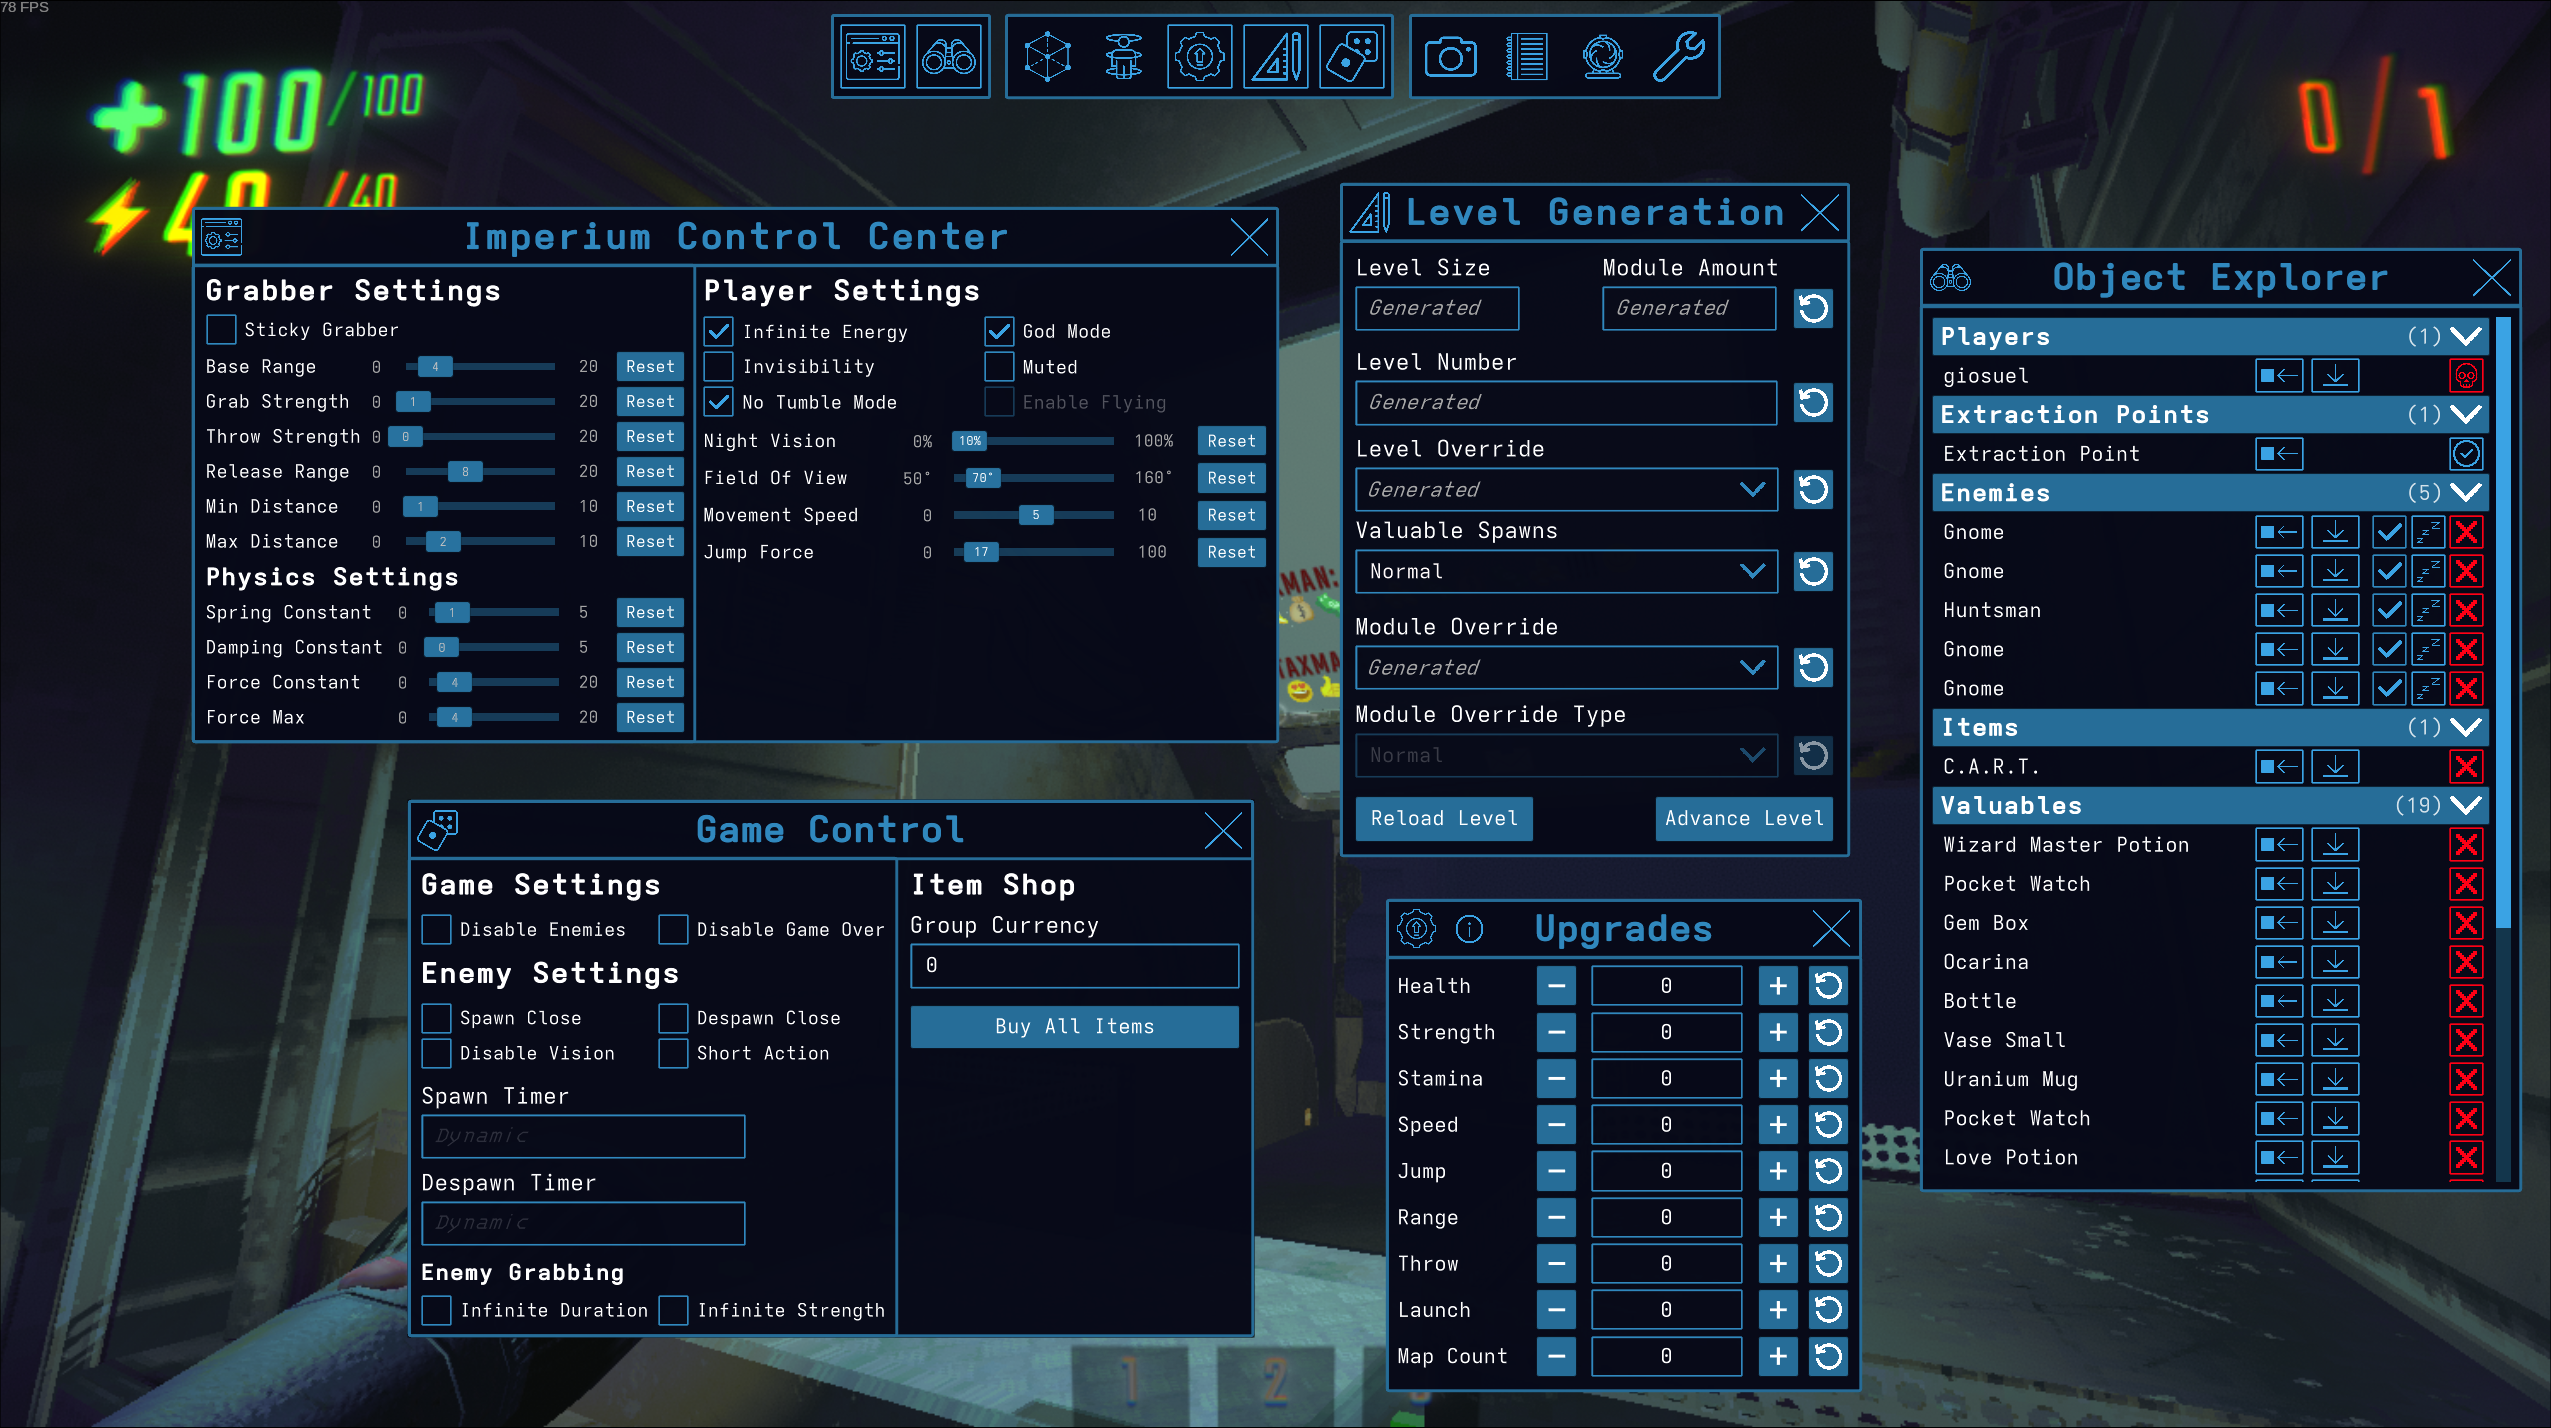 78 FPS
+100/100
40/40
0/1
Imperium Control Center
Grabber Settings
Sticky Grabber
Base Range 0 4 20 Reset
Grab Strength 0 1 20 Reset
Throw Strength 0 0 20 Reset
Release Range 0 8 20 Reset
Min Distance 0 1 10 Reset
Max Distance 0 2 10 Reset
Physics Settings
Spring Constant 0 1 5 Reset
Damping Constant 0 0 5 Reset
Force Constant 0 4 20 Reset
Force Max 0 4 20 Reset
Player Settings
Infinite Energy God Mode
Invisibility Muted
No Tumble Mode Enable Flying
Night Vision 0% 10% 100% Reset
Field Of View 50° 70° 160° Reset
Movement Speed 0 5 10 Reset
Jump Force 0 17 100 Reset
Level Generation
Level Size Module Amount
Generated Generated
Level Number
Generated
Level Override
Generated
Valuable Spawns
Normal
Module Override
Generated
Module Override Type
Normal
Reload Level Advance Level
Object Explorer
Players (1)
giosuel
Extraction Points (1)
Extraction Point
Enemies (5)
Gnome
Gnome
Huntsman
Gnome
Gnome
Items (1)
C.A.R.T.
Valuables (19)
Wizard Master Potion
Pocket Watch
Gem Box
Ocarina
Bottle
Vase Small
Uranium Mug
Pocket Watch
Love Potion
Game Control
Game Settings
Disable Enemies Disable Game Over
Enemy Settings
Spawn Close Despawn Close
Disable Vision Short Action
Spawn Timer
Dynamic
Despawn Timer
Dynamic
Enemy Grabbing
Infinite Duration Infinite Strength
Item Shop
Group Currency
0
Buy All Items
Upgrades
Health 0
Strength 0
Stamina 0
Speed 0
Jump 0
Range 0
Throw 0
Launch 0
Map Count 0
1 2